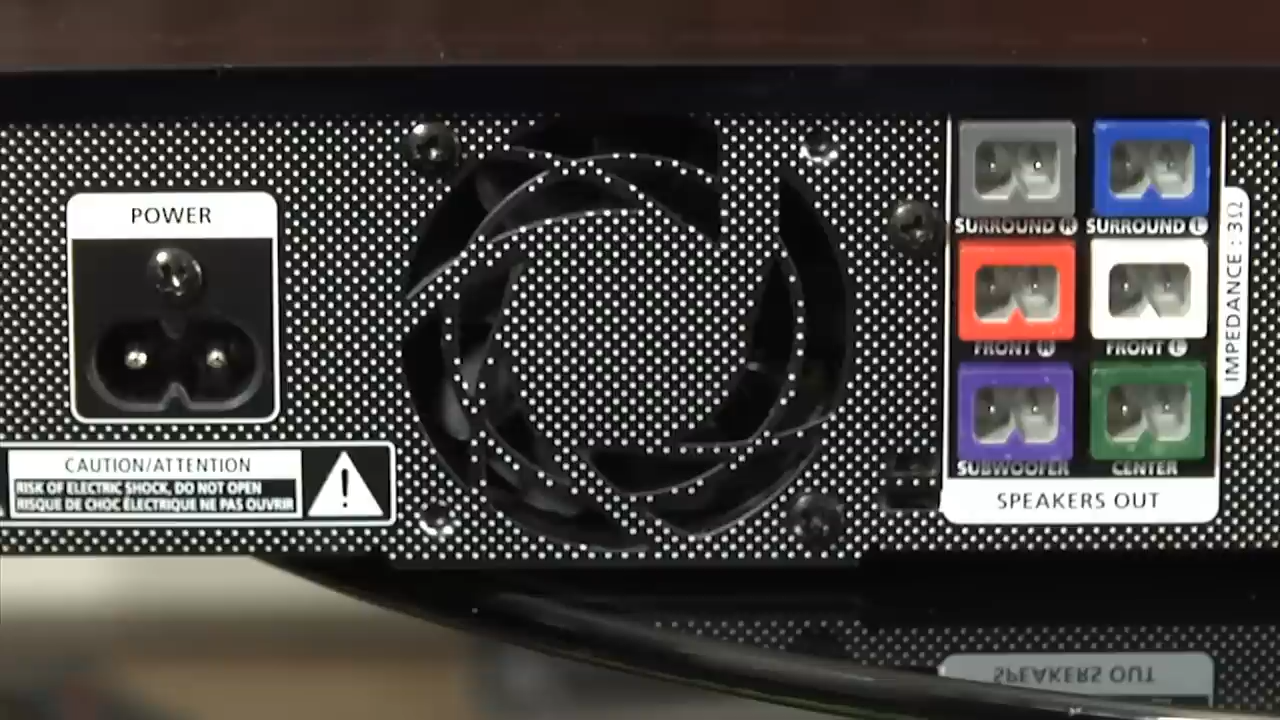 POWER
CAUTION/ATTENTION
RISK OF ELECTRIC SHOCK, DO NOT OPEN
RISQUE DE CHOC ÉLECTRIQUE NE PAS OUVRIR
!
SURROUND R
SURROUND L
FRONT R
FRONT L
SUBWOOFER
CENTER
SPEAKERS OUT
IMPEDANCE : 3Ω
SPEAKERS OUT